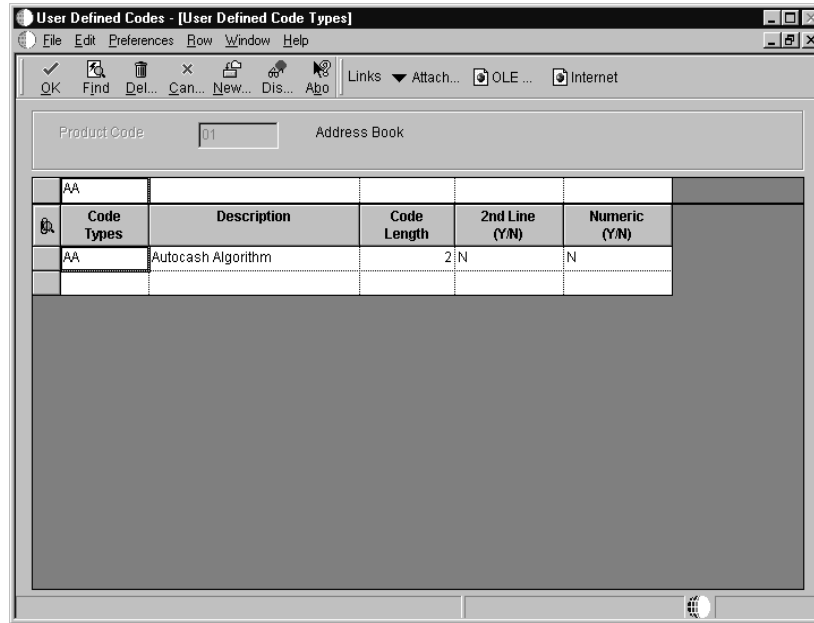 User Defined Codes - [User Defined Code Types]
File Edit Preferences Row Window Help
OK Find Del... Can... New... Dis... Abo Links Attach... OLE ... Internet
Product Code 01 Address Book
AA
Code Types Description Code Length 2nd Line (Y/N) Numeric (Y/N)
AA Autocash Algorithm 2 N N